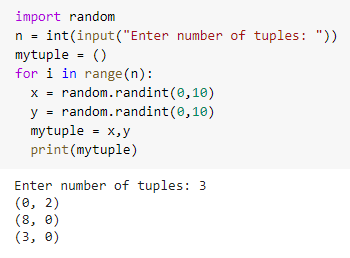 import random
n = int(input("Enter number of tuples: "))
mytuple = ()
for i in range(n):
  x = random.randint(0,10)
  y = random.randint(0,10)
  mytuple = x,y
  print(mytuple)
Enter number of tuples: 3
(0, 2)
(8, 0)
(3, 0)